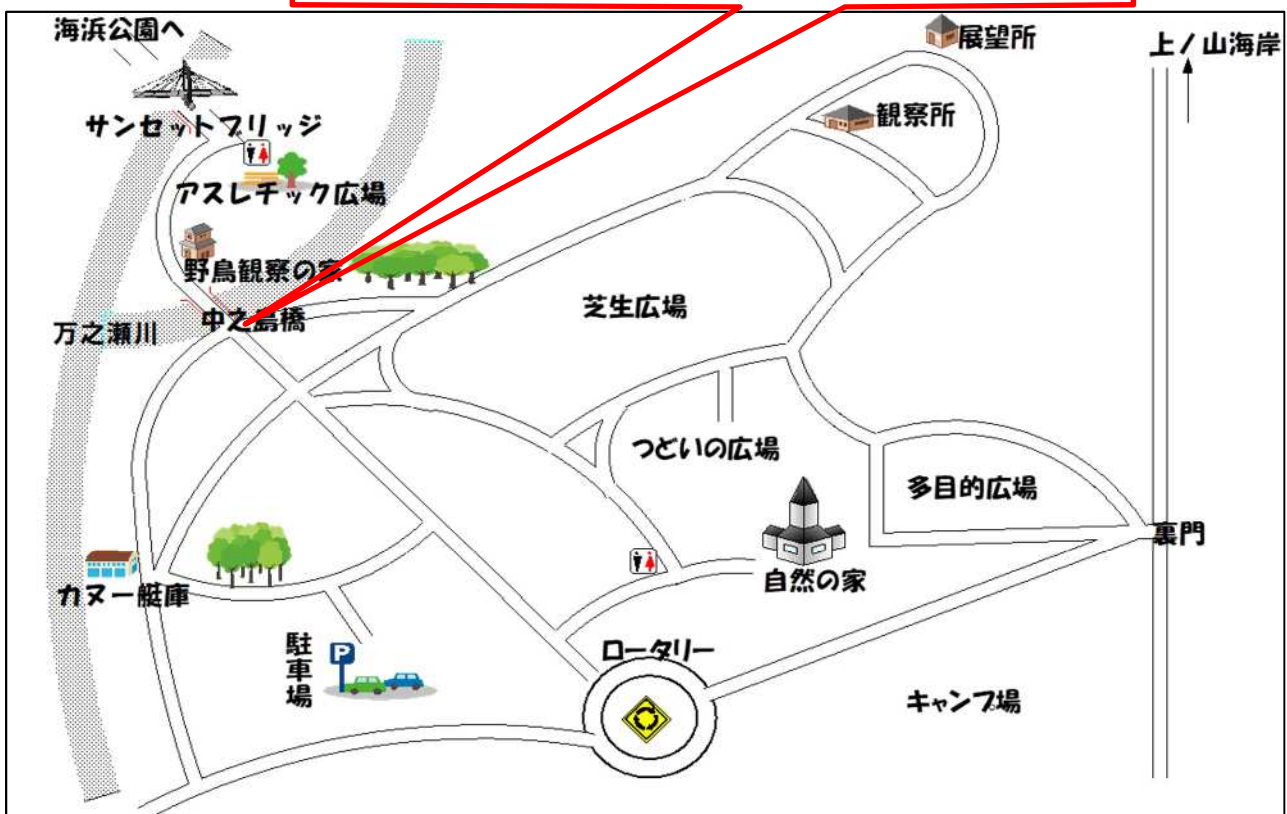 海浜公園へ
展望所
上ノ山海岸
サンセットブリッジ
観察所
アスレチック広場
野鳥観察の家
芝生広場
中之島橋
万之瀬川
つどいの広場
多目的広場
裏門
自然の家
カヌー艇庫
駐車場
P
ロータリー
キャンプ場